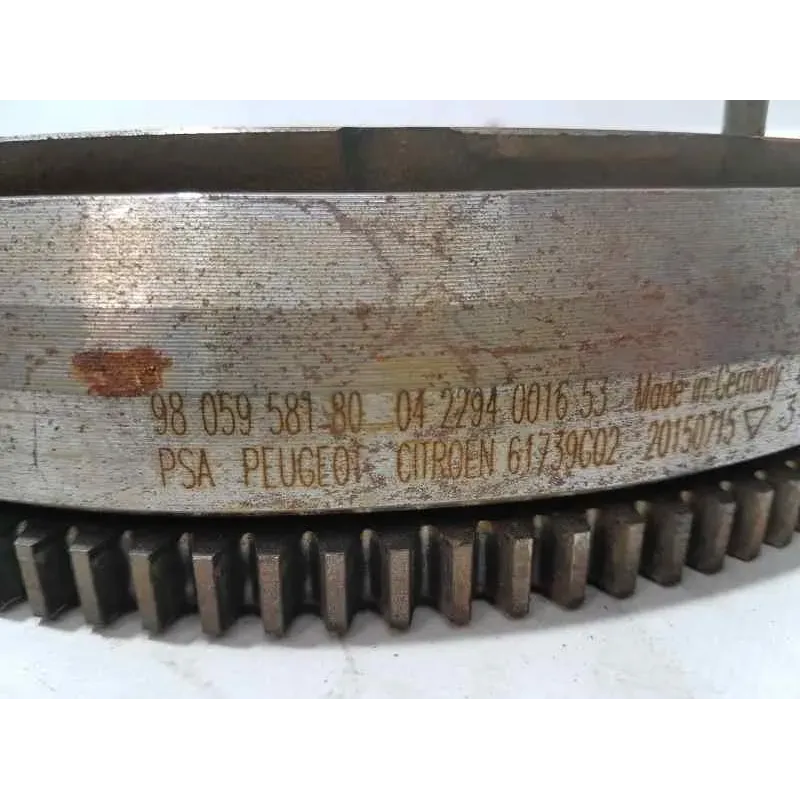 98 059 581 80 04 2294 0016 53 Made in Germany
PSA PEUGEOT CITROEN 61739C02 20150715 3